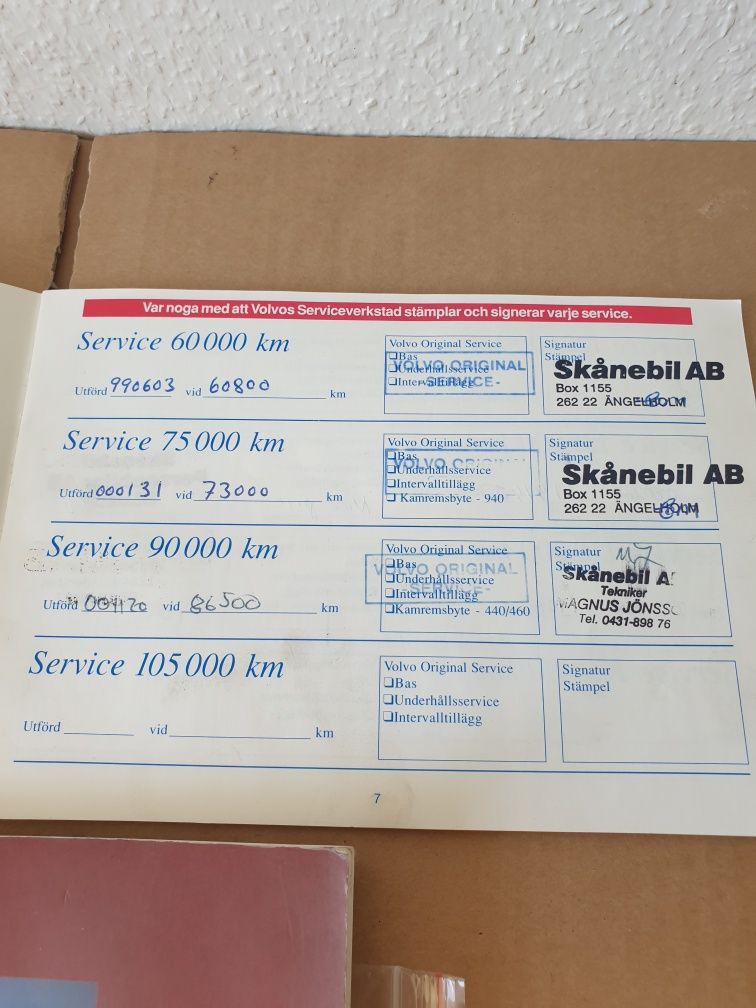 Var noga med att Volvos Serviceverkstad stämplar och signerar varje service.
Service 60 000 km
Utförd 990603 vid 60800 km
Volvo Original Service
❏Bas
❏Underhållsservice
❏Intervalltillägg
VOLVO ORIGINAL
-SERVICE-
Signatur
Stämpel
Skånebil AB
Box 1155
262 22 ÄNGELHOLM
Service 75 000 km
Utförd 000131 vid 73000 km
Volvo Original Service
❏Bas
❏Underhållsservice
❏Intervalltillägg
❏ Kamremsbyte - 940
VOLVO ORIGINAL
Signatur
Stämpel
Skånebil AB
Box 1155
262 22 ÄNGELHOLM
Service 90 000 km
Utförd 001120 vid 86500 km
Volvo Original Service
❏Bas
❏Underhållsservice
❏Intervalltillägg
❏Kamremsbyte - 440/460
VOLVO ORIGINAL
SERVICE-
Signatur
Stämpel
Skånebil A
Tekniker
MAGNUS JÖNSS
Tel. 0431-898 76
Service 105 000 km
Utförd vid km
Volvo Original Service
❏Bas
❏Underhållsservice
❏Intervalltillägg
Signatur
Stämpel
7